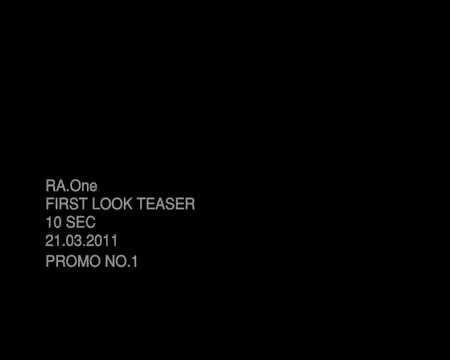 RA.One
FIRST LOOK TEASER
10 SEC
21.03.2011
PROMO NO.1